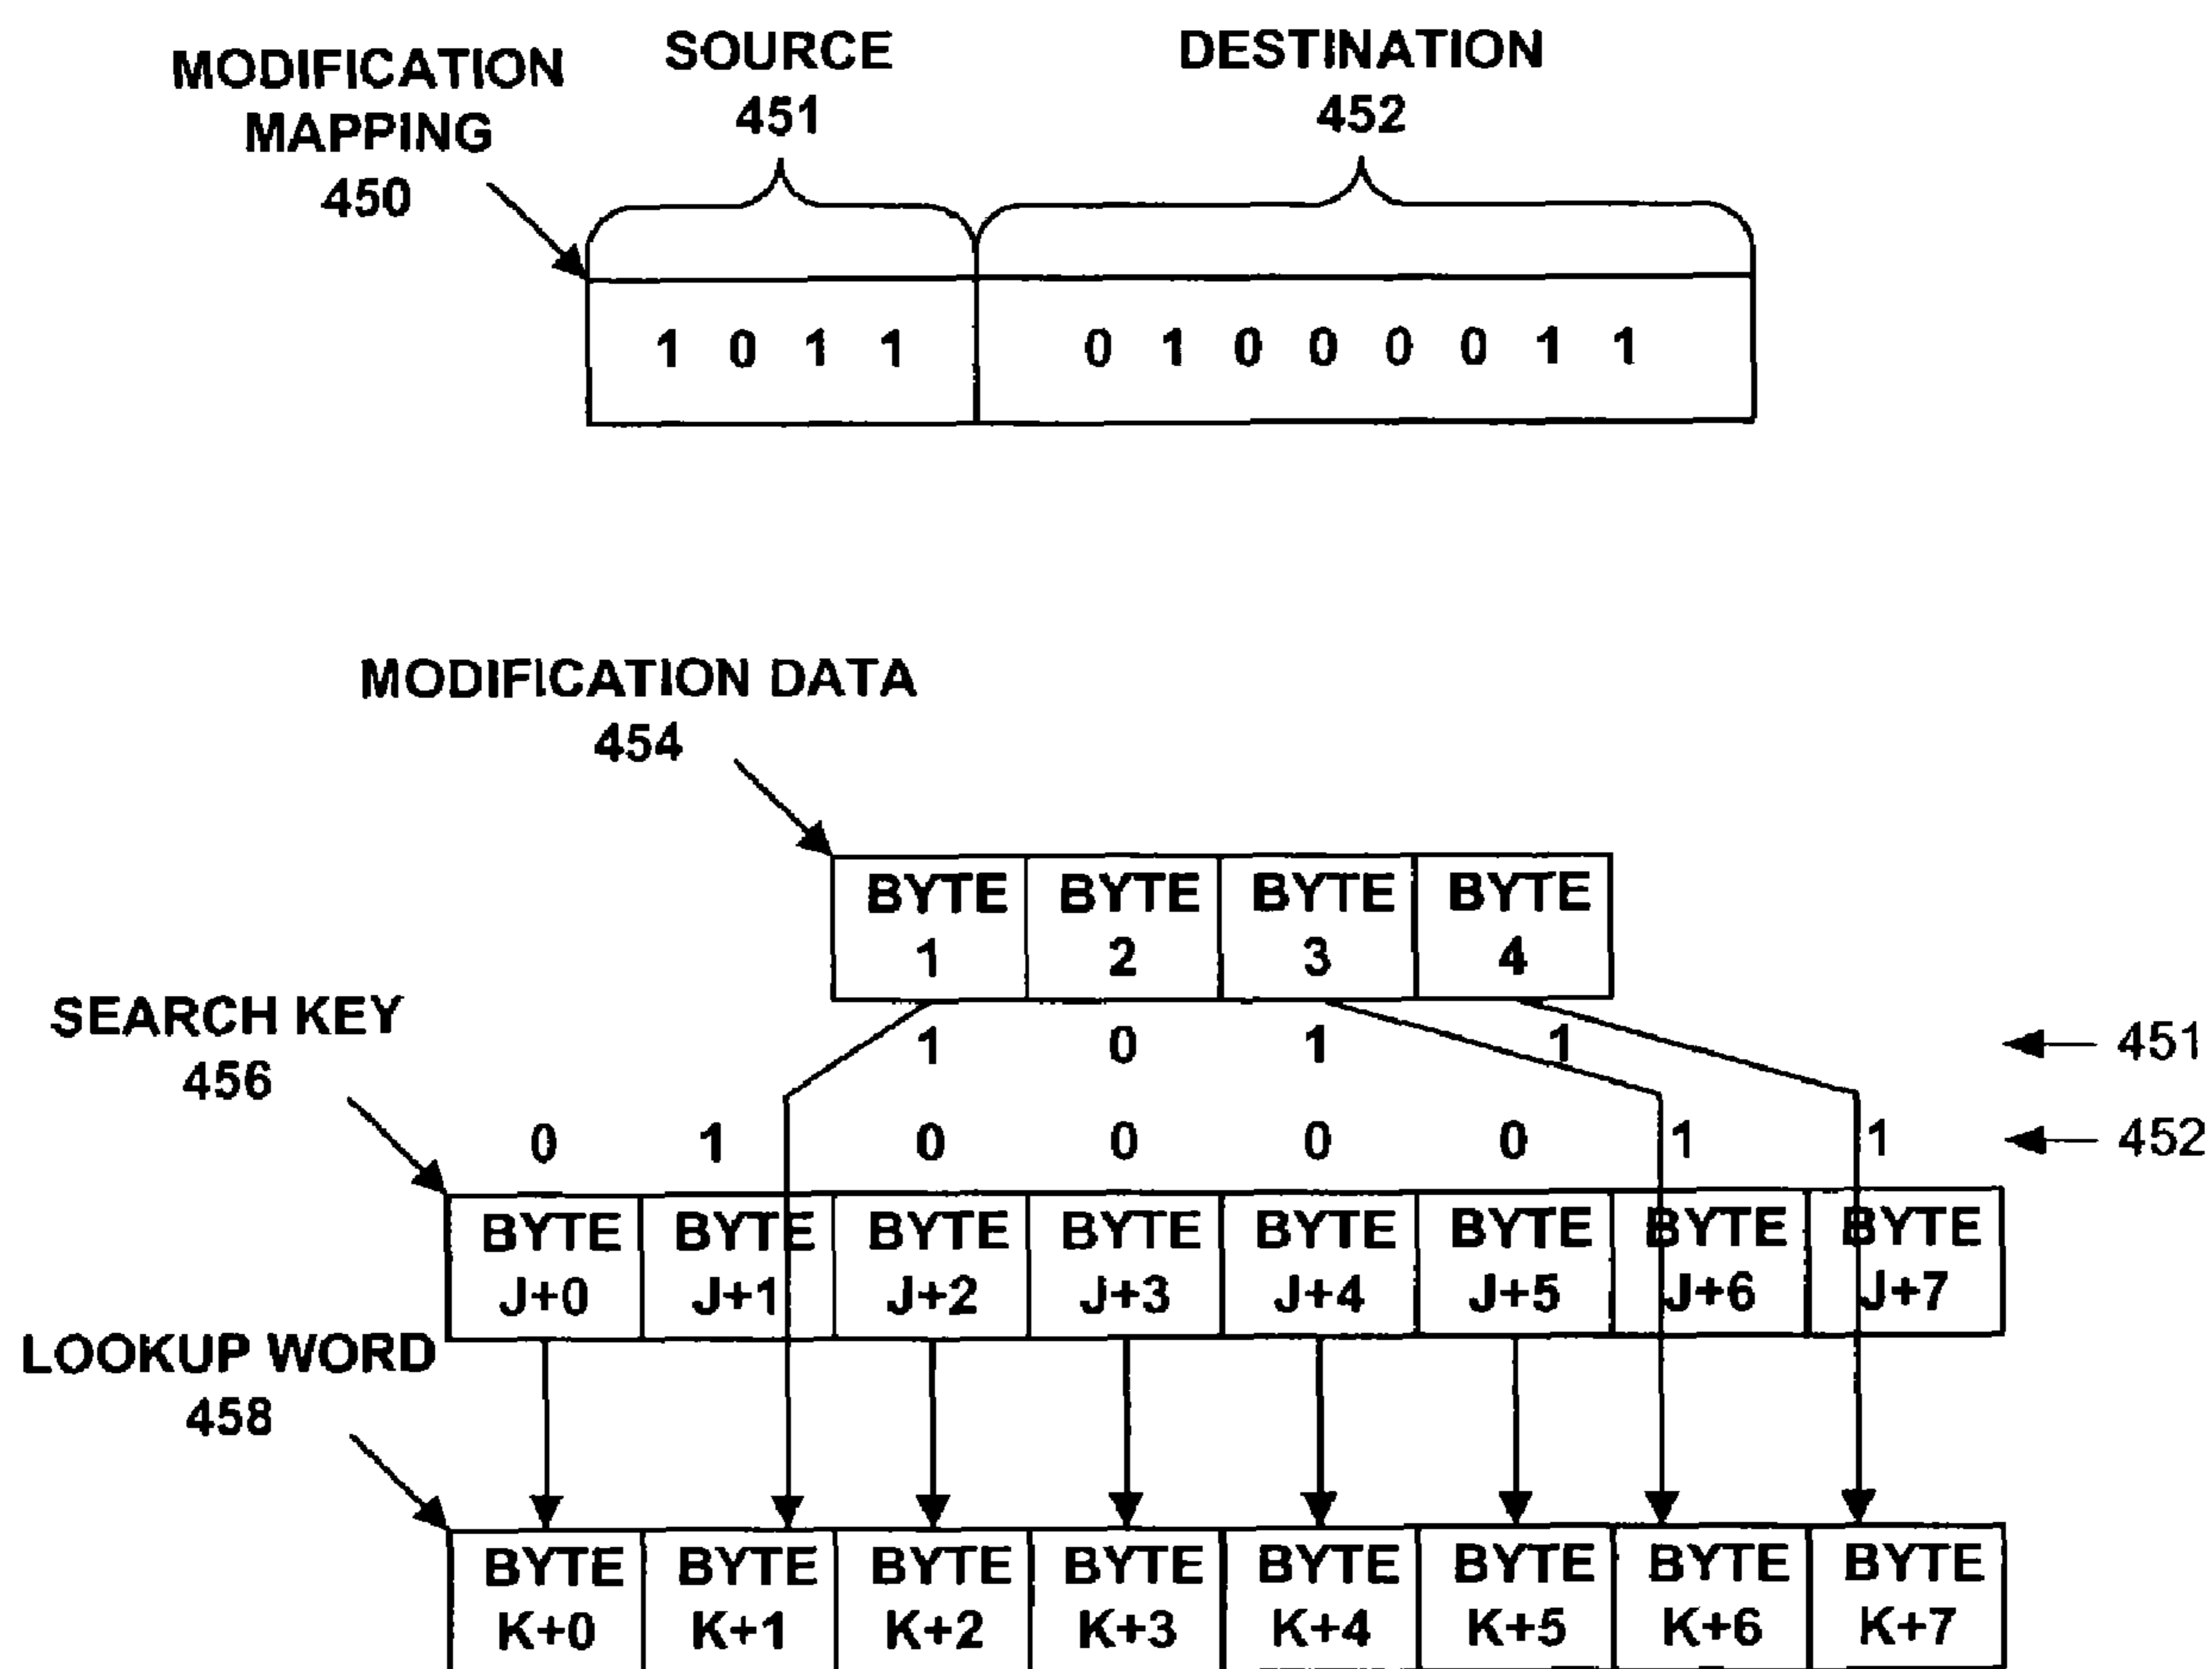 MODIFICATION
MAPPING
450
SOURCE
451
DESTINATION
452
1 0 1 1 0 1 0 0 0 0 1 1
MODIFICATION DATA
454
BYTE BYTE BYTE BYTE
1 2 3 4
SEARCH KEY
456
1 0 1 1 451
0 1 0 0 0 0 1 1 452
BYTE BYTE BYTE BYTE BYTE BYTE BYTE BYTE
J+0 J+1 J+2 J+3 J+4 J+5 J+6 J+7
LOOKUP WORD
458
BYTE BYTE BYTE BYTE BYTE BYTE BYTE BYTE
K+0 K+1 K+2 K+3 K+4 K+5 K+6 K+7